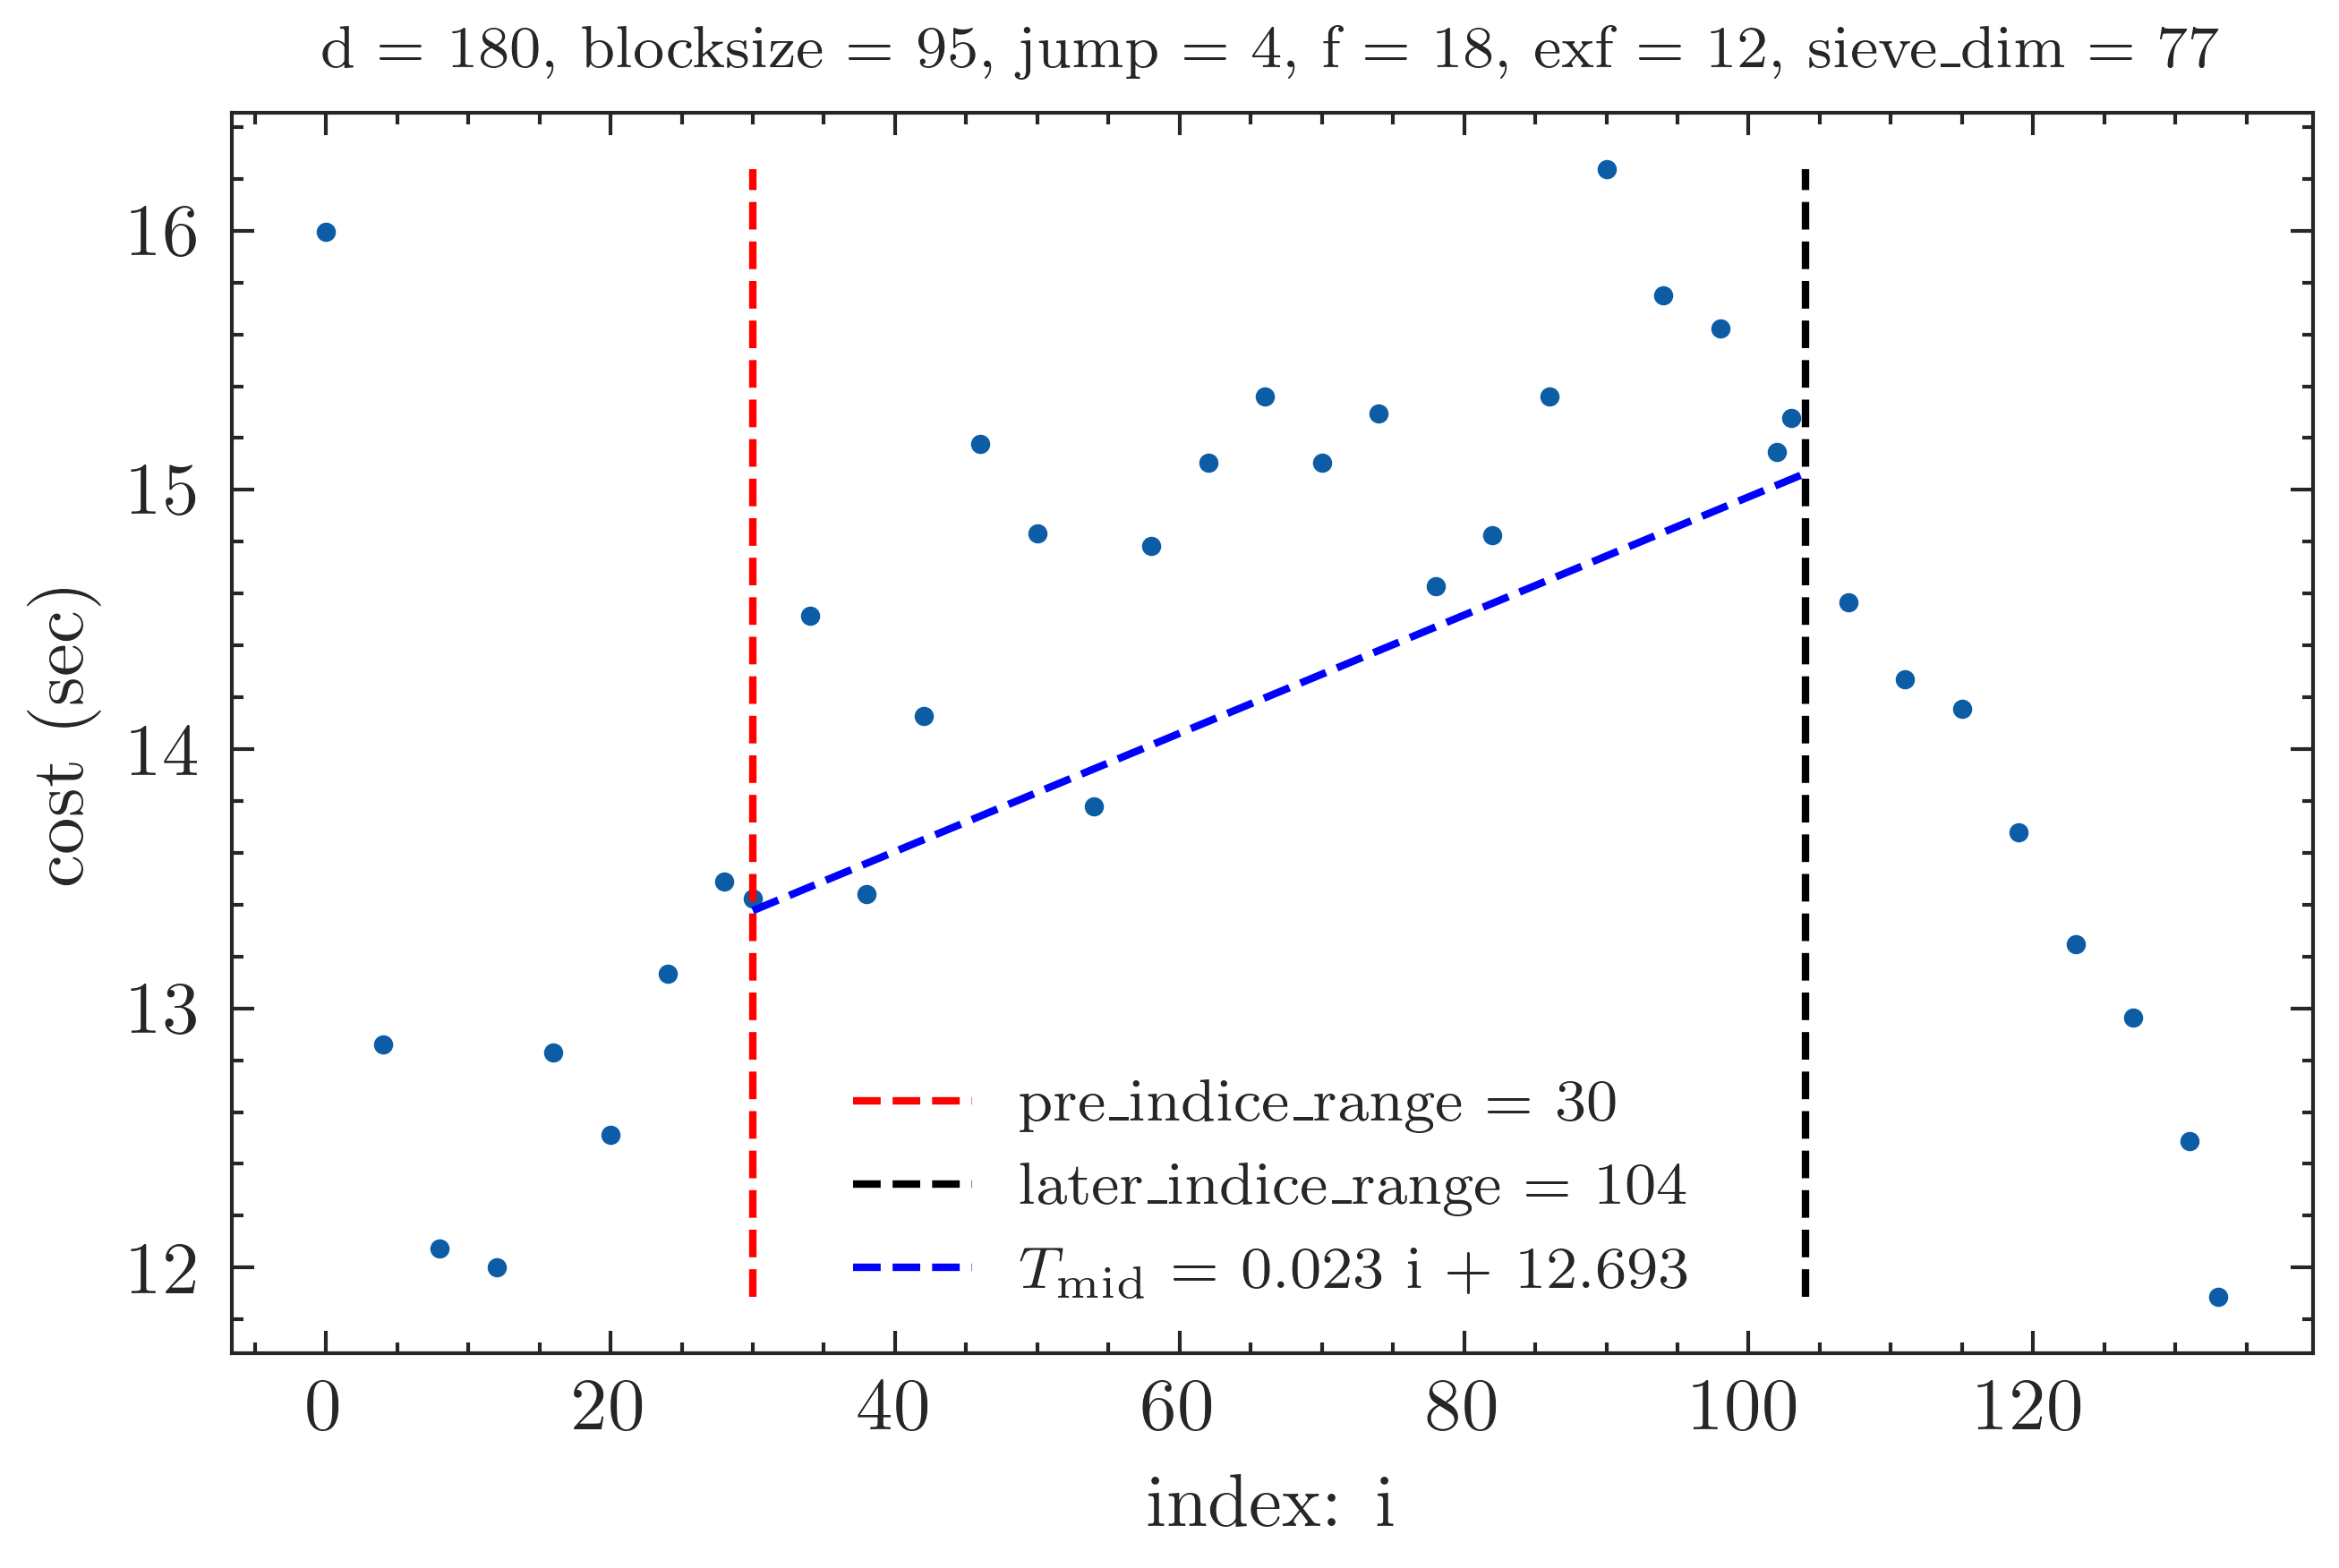 d = 180, blocksize = 95, jump = 4, f = 18, exf = 12, sieve_dim = 77
16
15
14
13
12
cost (sec)
pre_indice_range = 30
later_indice_range = 104
T_mid = 0.023 i + 12.693
0 20 40 60 80 100 120
index: i